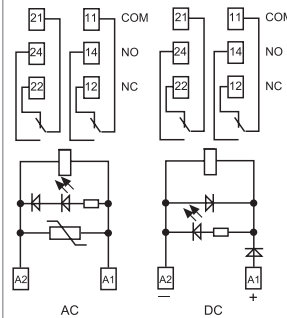 21 11 COM 21 11 COM
24 14 NO 24 14 NO
22 12 NC 22 12 NC
A2 A1 A2 A1
— +
AC DC